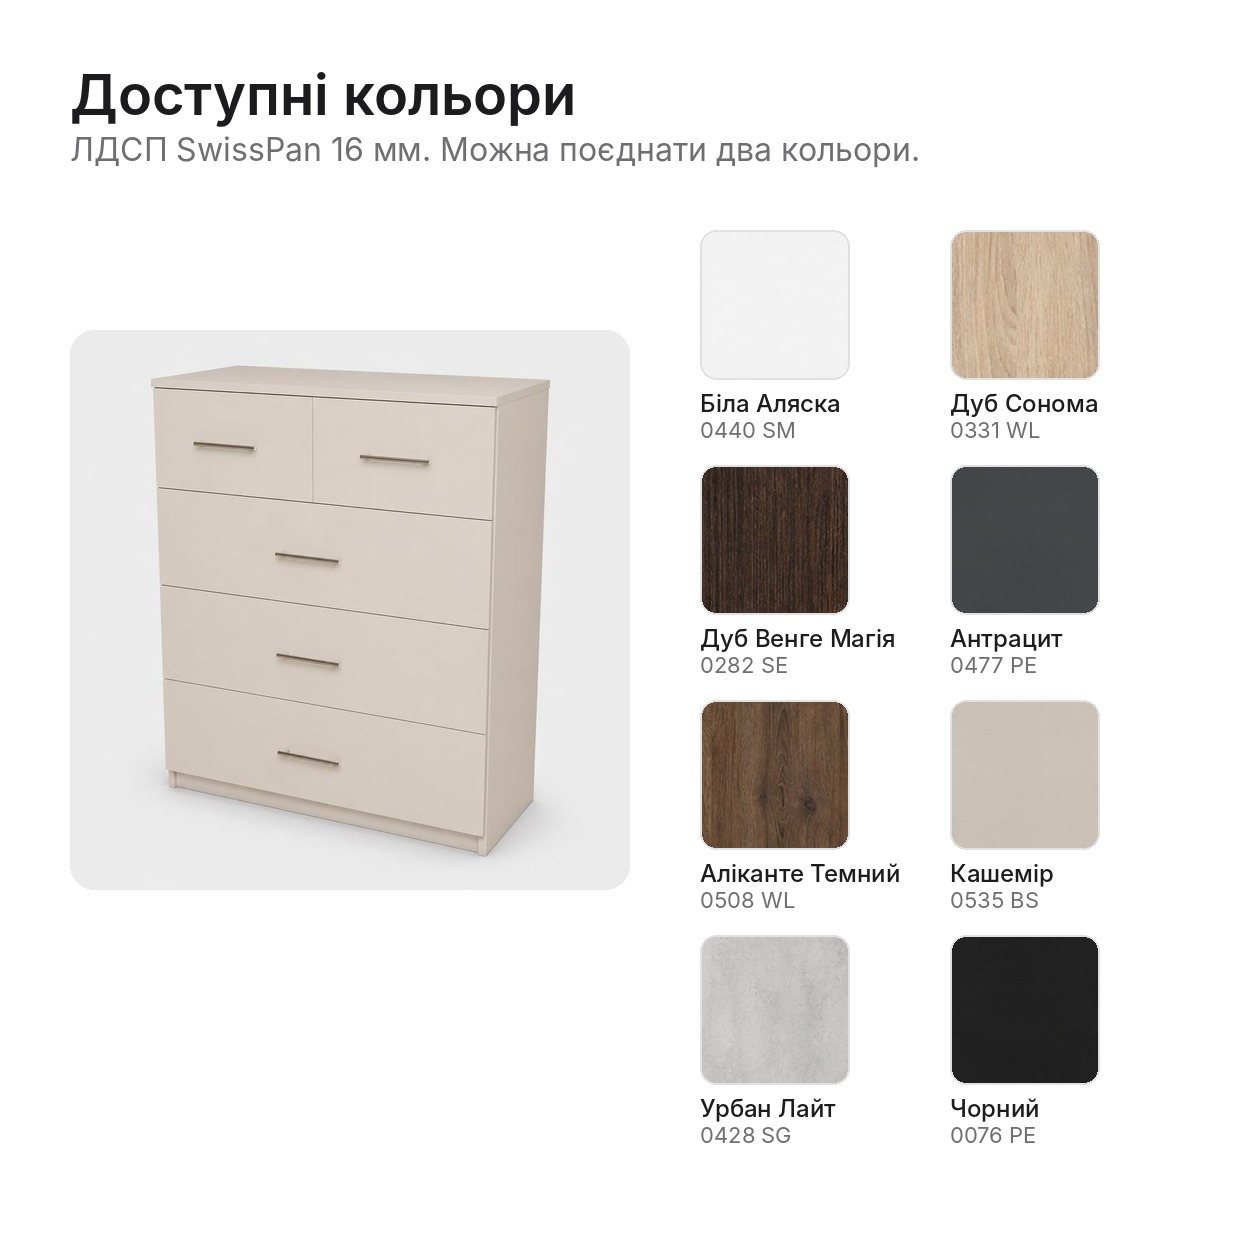 Доступні кольори
ЛДСП SwissPan 16 мм. Можна поєднати два кольори.
Біла Аляска
0440 SM
Дуб Сонома
0331 WL
Дуб Венге Магія
0282 SE
Антрацит
0477 PE
Аліканте Темний
0508 WL
Кашемір
0535 BS
Урбан Лайт
0428 SG
Чорний
0076 PE